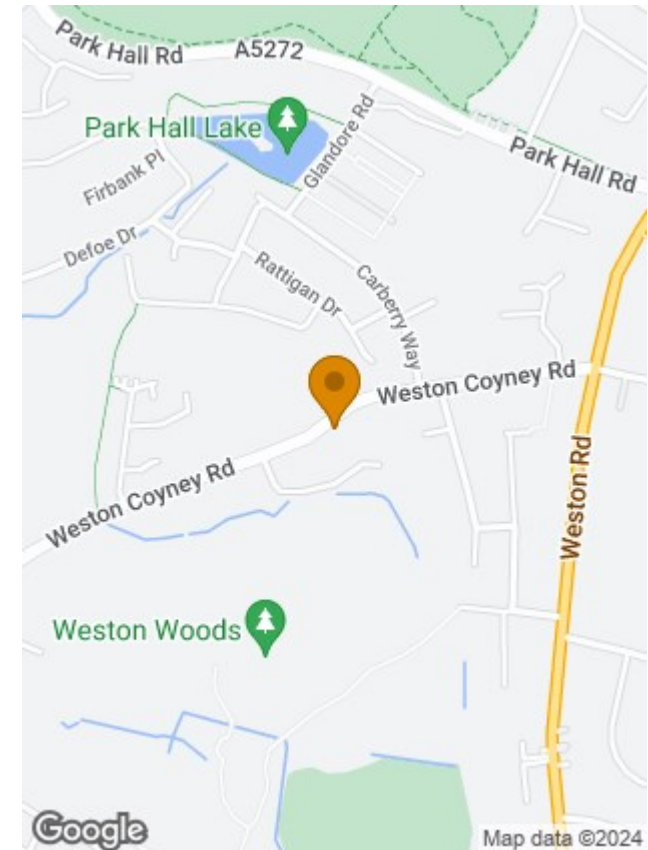 Park Hall Rd
A5272
Park Hall Lake
Glandore Rd
Park Hall Rd
Firbank Pl
Defoe Dr
Rattigan Dr
Carberry Way
Weston Coyney Rd
Weston Coyney Rd
Weston Rd
Weston Woods
Google
Map data ©2024